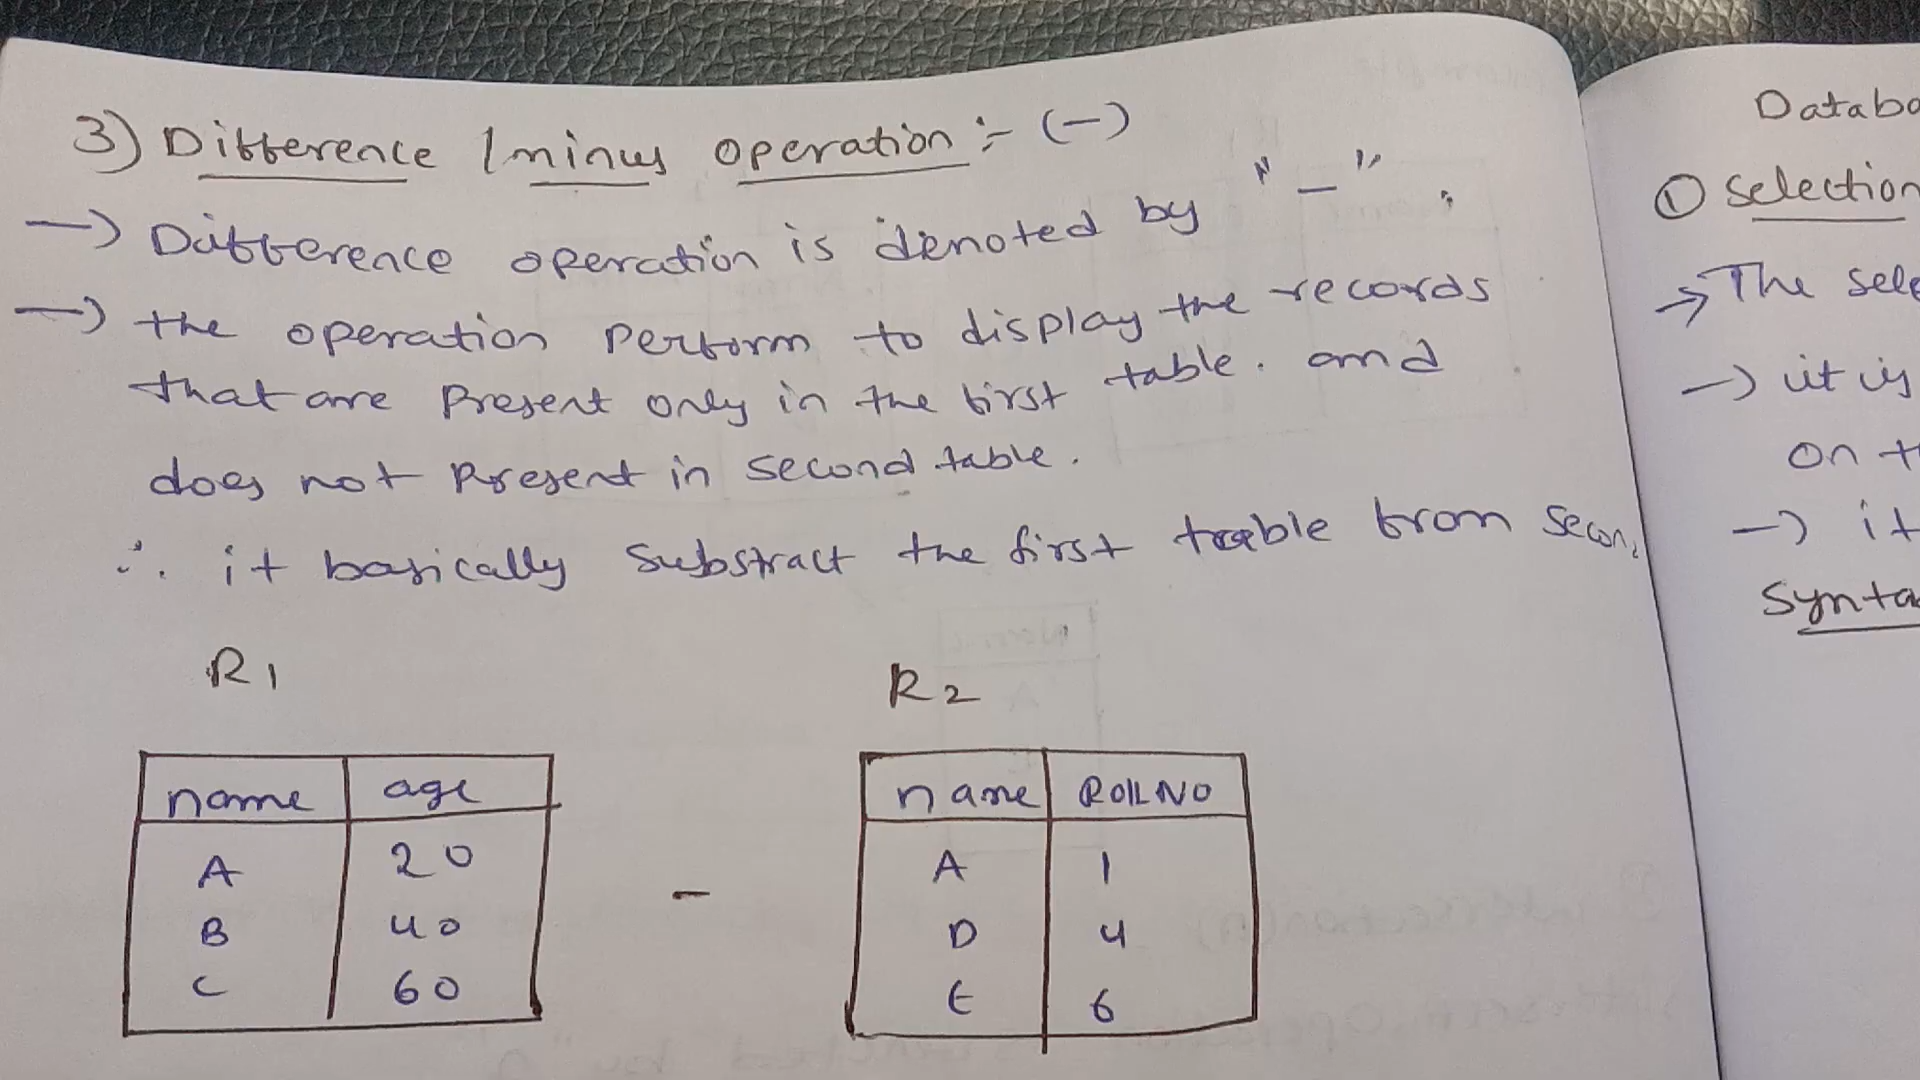 3) Difference / minus operation :- (-)
→ Difference operation is denoted by "-".
→ the operation perform to display the records
that are present only in the first table. and
does not present in second table.
∴ it basically substract the first table from secon
R1
R2
name age
A 20
B 40
C 60
-
name ROLL NO
A 1
D 4
E 6
Databa
① selection
→ The sele
→ it is
on t
→ it
Synta